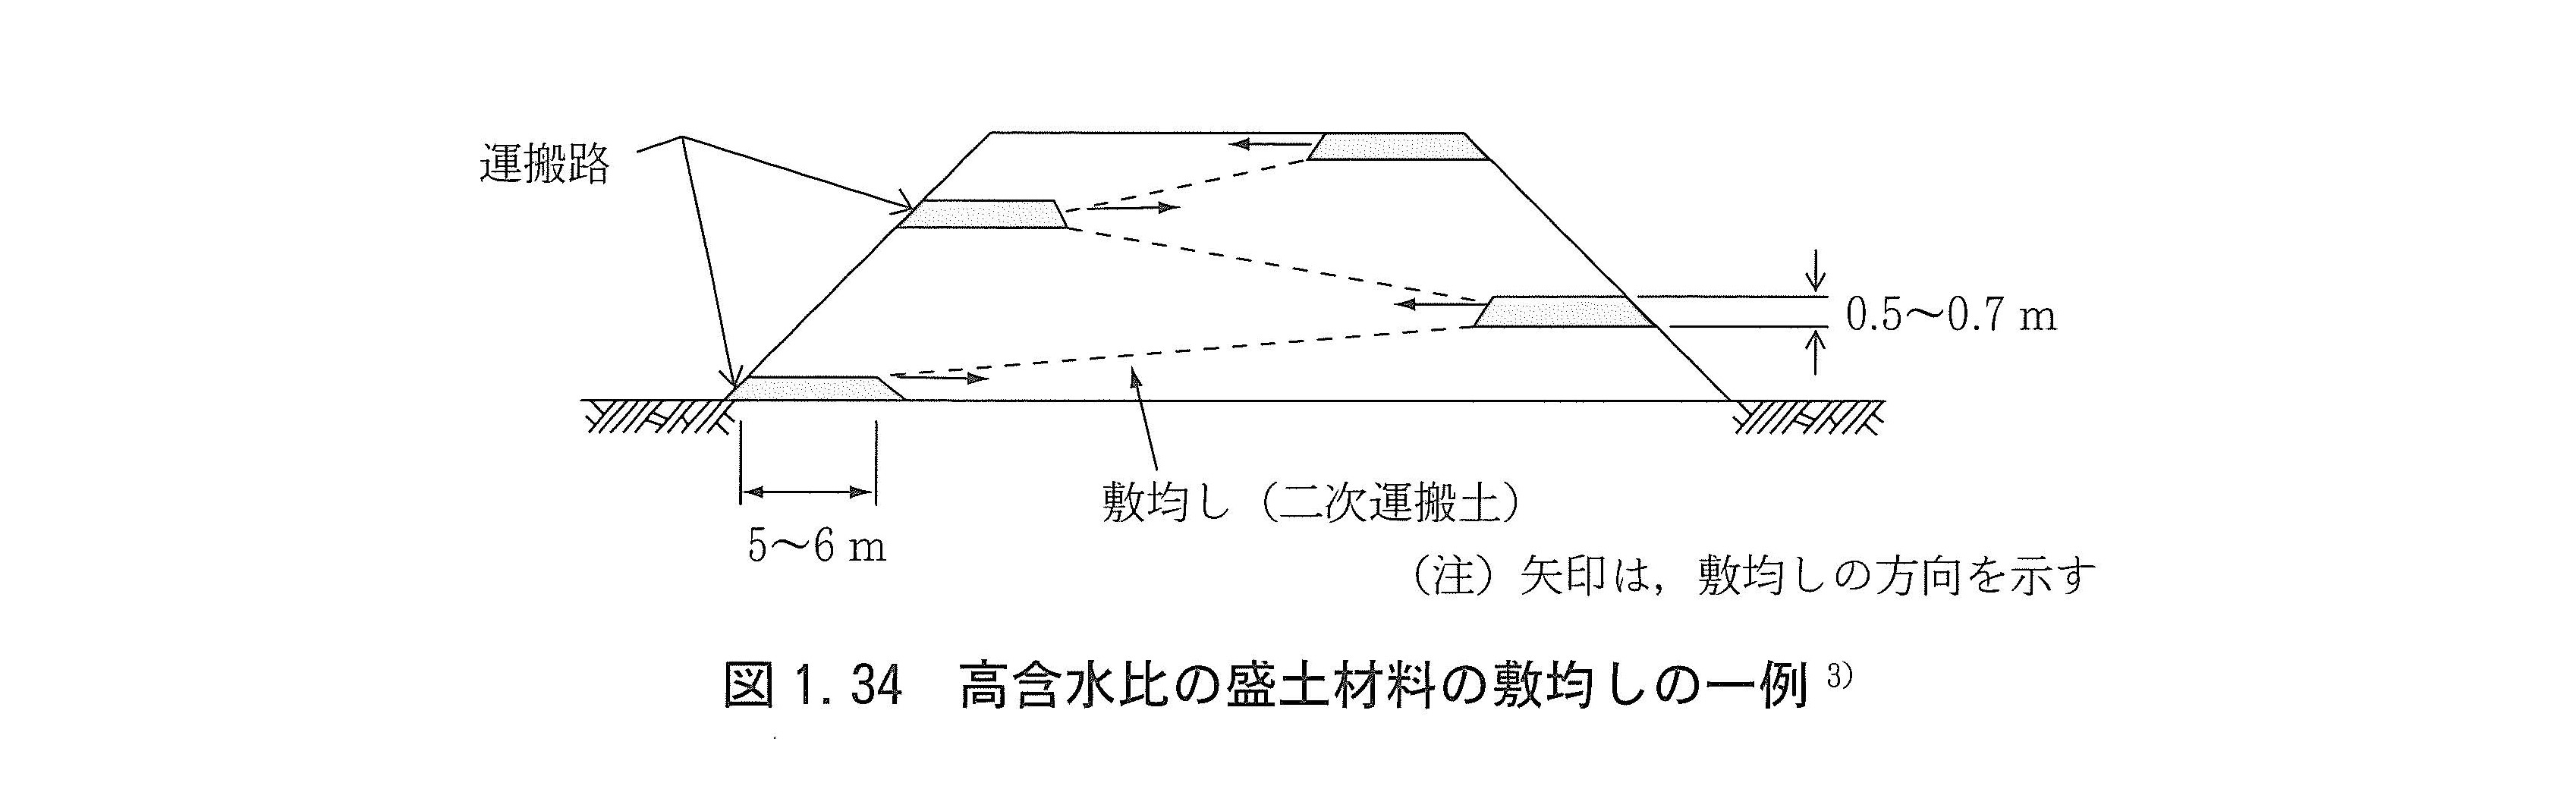 運搬路
0.5～0.7 m
5～6 m
敷均し（二次運搬土）
（注）矢印は，敷均しの方向を示す
図 1. 34　高含水比の盛土材料の敷均しの一例 3)